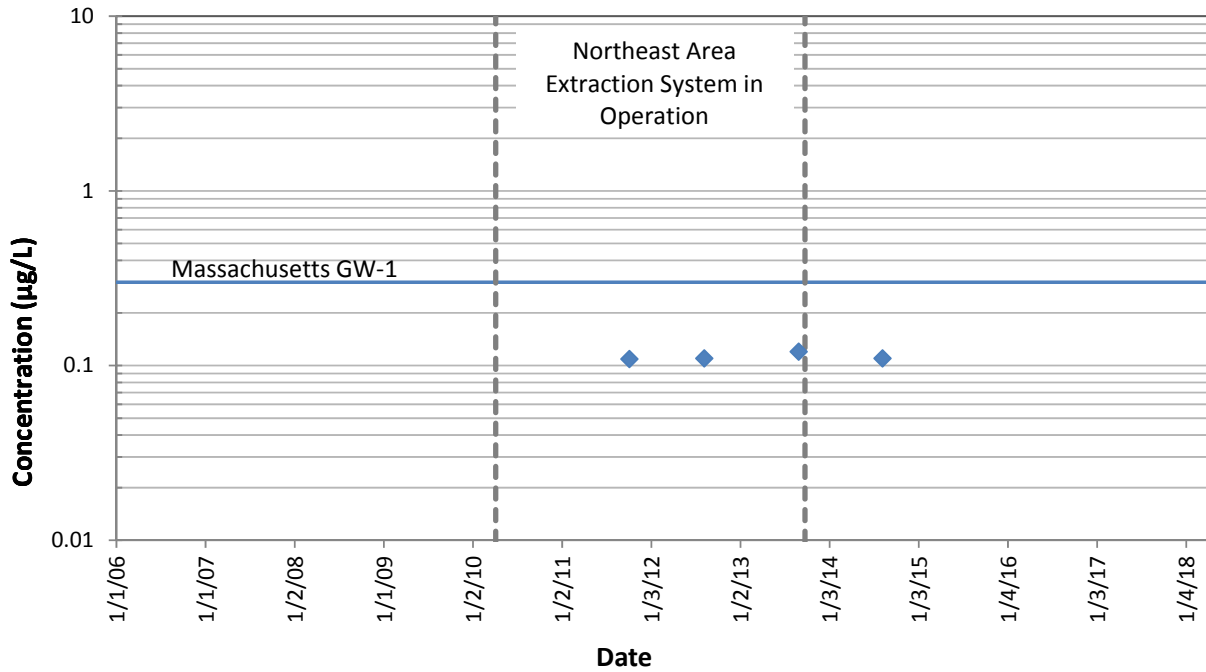 10
1
0.1
0.01
Concentration (µg/L)
Northeast Area
Extraction System in
Operation
Massachusetts GW-1
1/1/06
1/1/07
1/2/08
1/1/09
1/2/10
1/2/11
1/3/12
1/2/13
1/3/14
1/3/15
1/4/16
1/3/17
1/4/18
Date